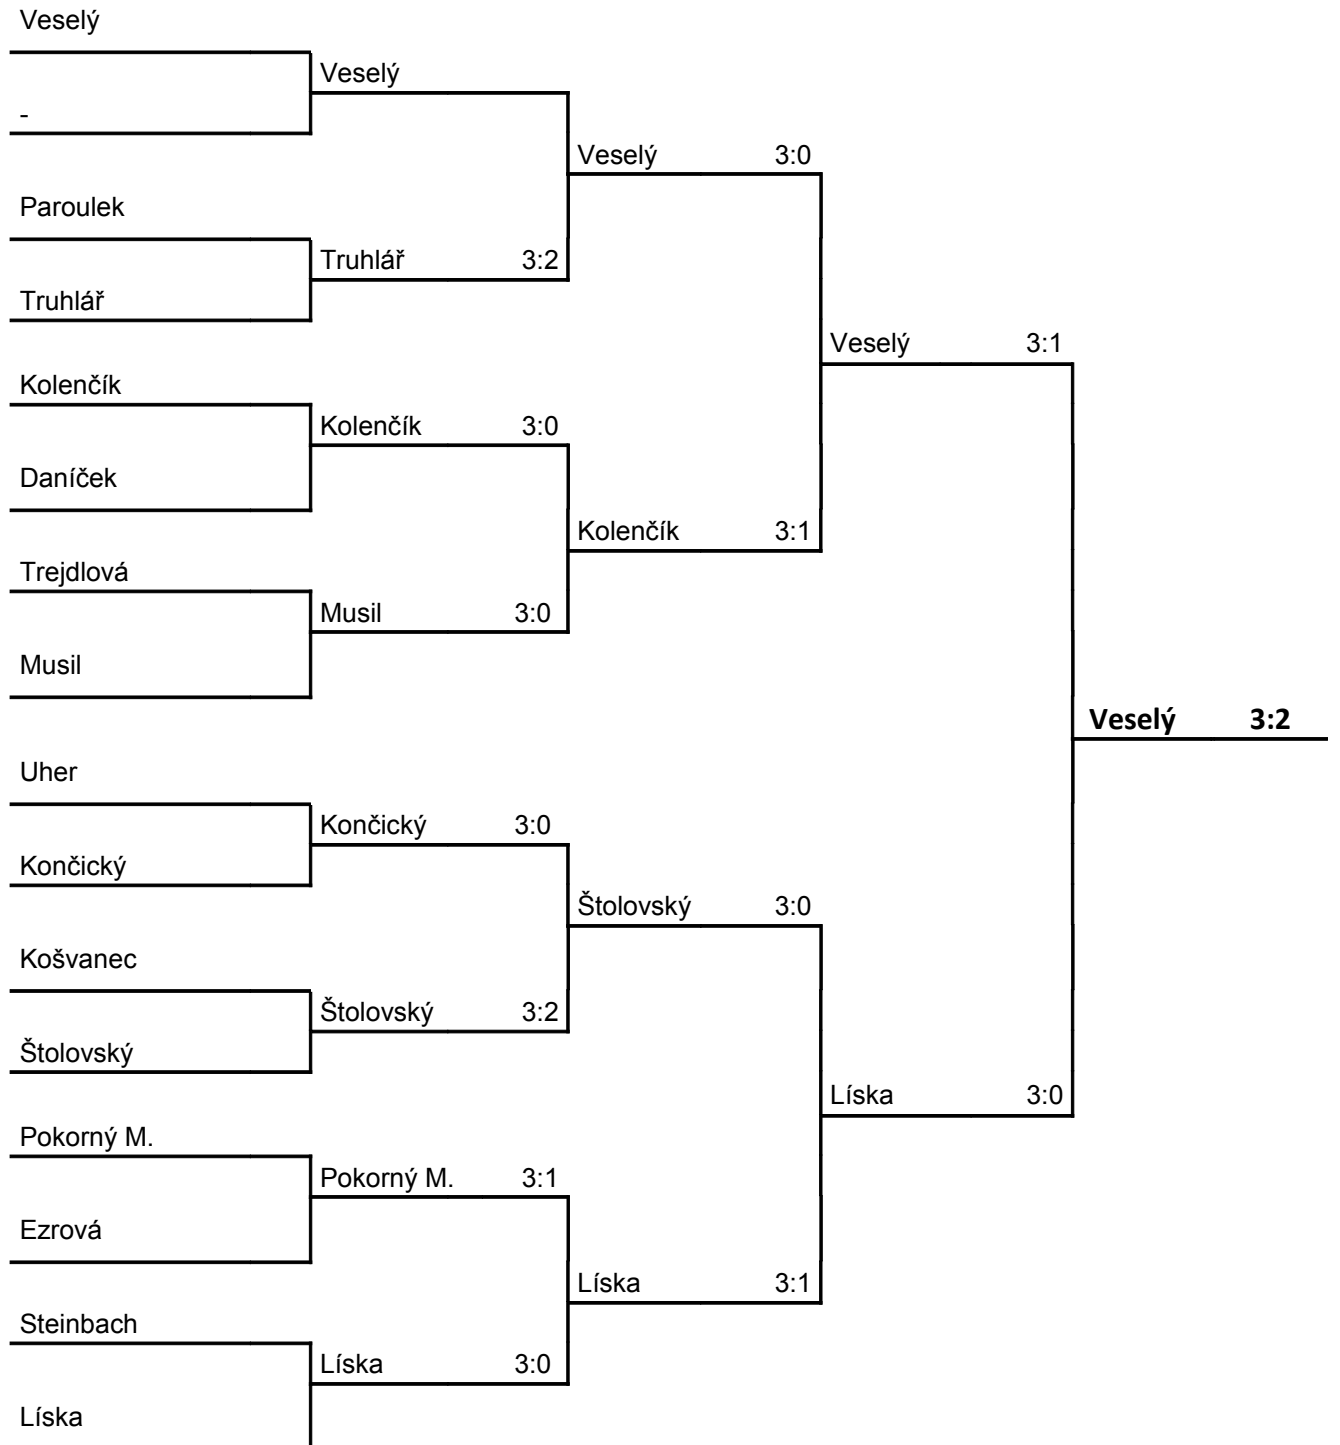 Veselý
Veselý
-
Veselý 3:0
Paroulek
Truhlář 3:2
Truhlář
Veselý 3:1
Kolenčík
Kolenčík 3:0
Daníček
Kolenčík 3:1
Trejdlová
Musil 3:0
Musil
Veselý 3:2
Uher
Končický 3:0
Končický
Štolovský 3:0
Košvanec
Štolovský 3:2
Štolovský
Líska 3:0
Pokorný M.
Pokorný M. 3:1
Ezrová
Líska 3:1
Steinbach
Líska 3:0
Líska